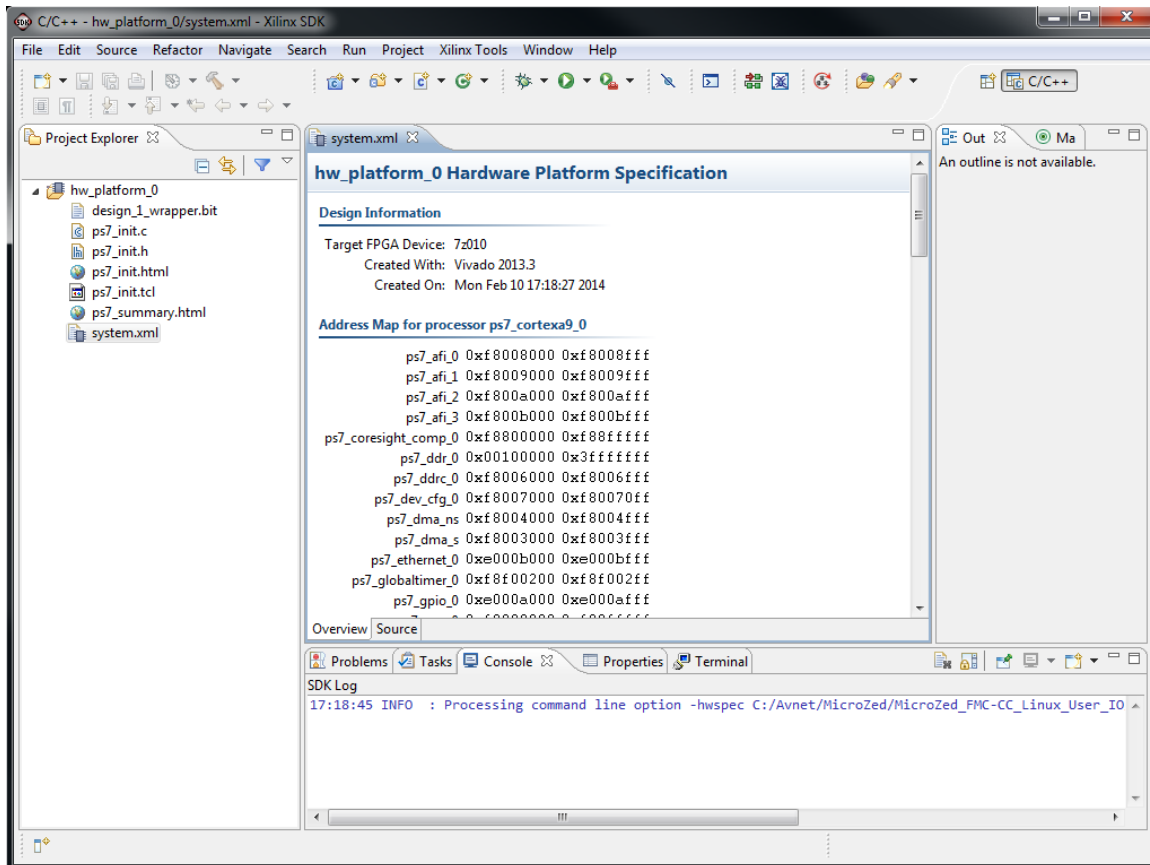 C/C++ - hw_platform_0/system.xml - Xilinx SDK
File Edit Source Refactor Navigate Search Run Project Xilinx Tools Window Help
C/C++
Project Explorer
hw_platform_0
design_1_wrapper.bit
ps7_init.c
ps7_init.h
ps7_init.html
ps7_init.tcl
ps7_summary.html
system.xml
system.xml
hw_platform_0 Hardware Platform Specification
Design Information
Target FPGA Device: 7z010
Created With: Vivado 2013.3
Created On: Mon Feb 10 17:18:27 2014
Address Map for processor ps7_cortexa9_0
ps7_afi_0 0xf8008000 0xf8008fff
ps7_afi_1 0xf8009000 0xf8009fff
ps7_afi_2 0xf800a000 0xf800afff
ps7_afi_3 0xf800b000 0xf800bfff
ps7_coresight_comp_0 0xf8800000 0xf88fffff
ps7_ddr_0 0x00100000 0x3fffffff
ps7_ddrc_0 0xf8006000 0xf8006fff
ps7_dev_cfg_0 0xf8007000 0xf80070ff
ps7_dma_ns 0xf8004000 0xf8004fff
ps7_dma_s 0xf8003000 0xf8003fff
ps7_ethernet_0 0xe000b000 0xe000bfff
ps7_globaltimer_0 0xf8f00200 0xf8f002ff
ps7_gpio_0 0xe000a000 0xe000afff
Overview Source
Out Ma
An outline is not available.
Problems Tasks Console Properties Terminal
SDK Log
17:18:45 INFO : Processing command line option -hwspec C:/Avnet/MicroZed/MicroZed_FMC-CC_Linux_User_IO